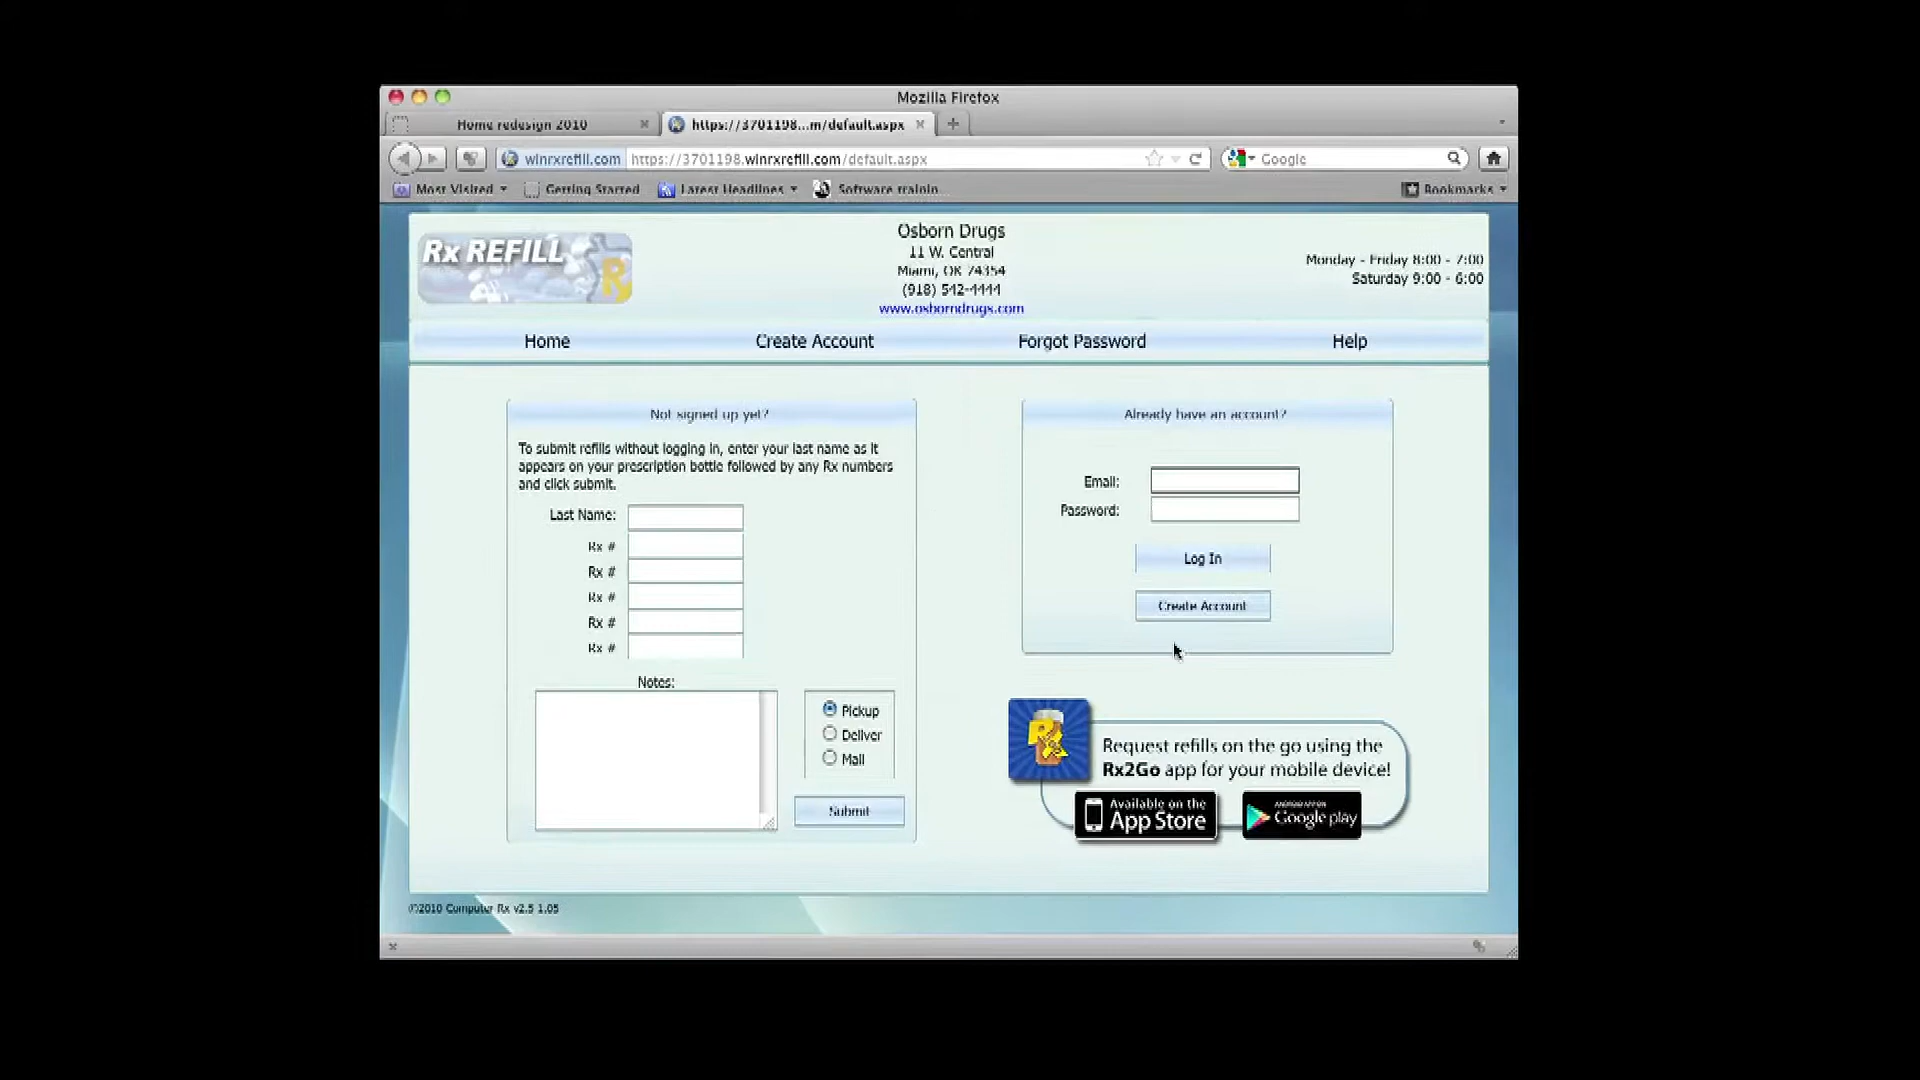 Mozilla Firefox
Home redesign 2010
https://3701198...m/default.aspx
winrxrefill.com
https://3701198.winrxrefill.com/default.aspx
Google
Most Visited
Getting Started
Latest Headlines
Software trainin
Bookmarks
Rx REFILL
Osborn Drugs
11 W. Central
Miami, OK 74354
(918) 542-4444
www.osborndrugs.com
Monday - Friday 8:00 - 7:00
Saturday 9:00 - 6:00
Home
Create Account
Forgot Password
Help
Not signed up yet?
To submit refills without logging in, enter your last name as it
appears on your prescription bottle followed by any Rx numbers
and click submit.
Last Name:
Rx #
Rx #
Rx #
Rx #
Rx #
Notes:
Pickup
Deliver
Mail
Submit
Already have an account?
Email:
Password:
Log In
Create Account
Rx
Request refills on the go using the
Rx2Go app for your mobile device!
Available on the
App Store
ANDROID APP ON
Google play
©2010 Computer Rx v2.5 1.05